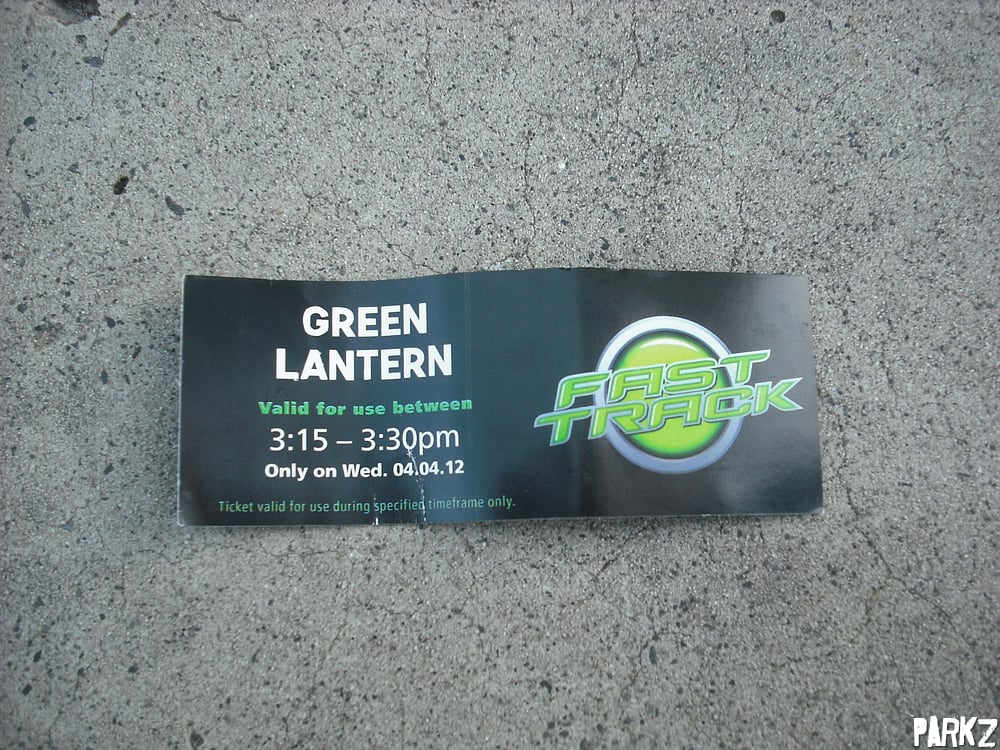 GREEN
LANTERN
Valid for use between
3:15 – 3:30pm
Only on Wed. 04.04.12
Ticket valid for use during specified timeframe only.
FAST
TRACK
PARKZ